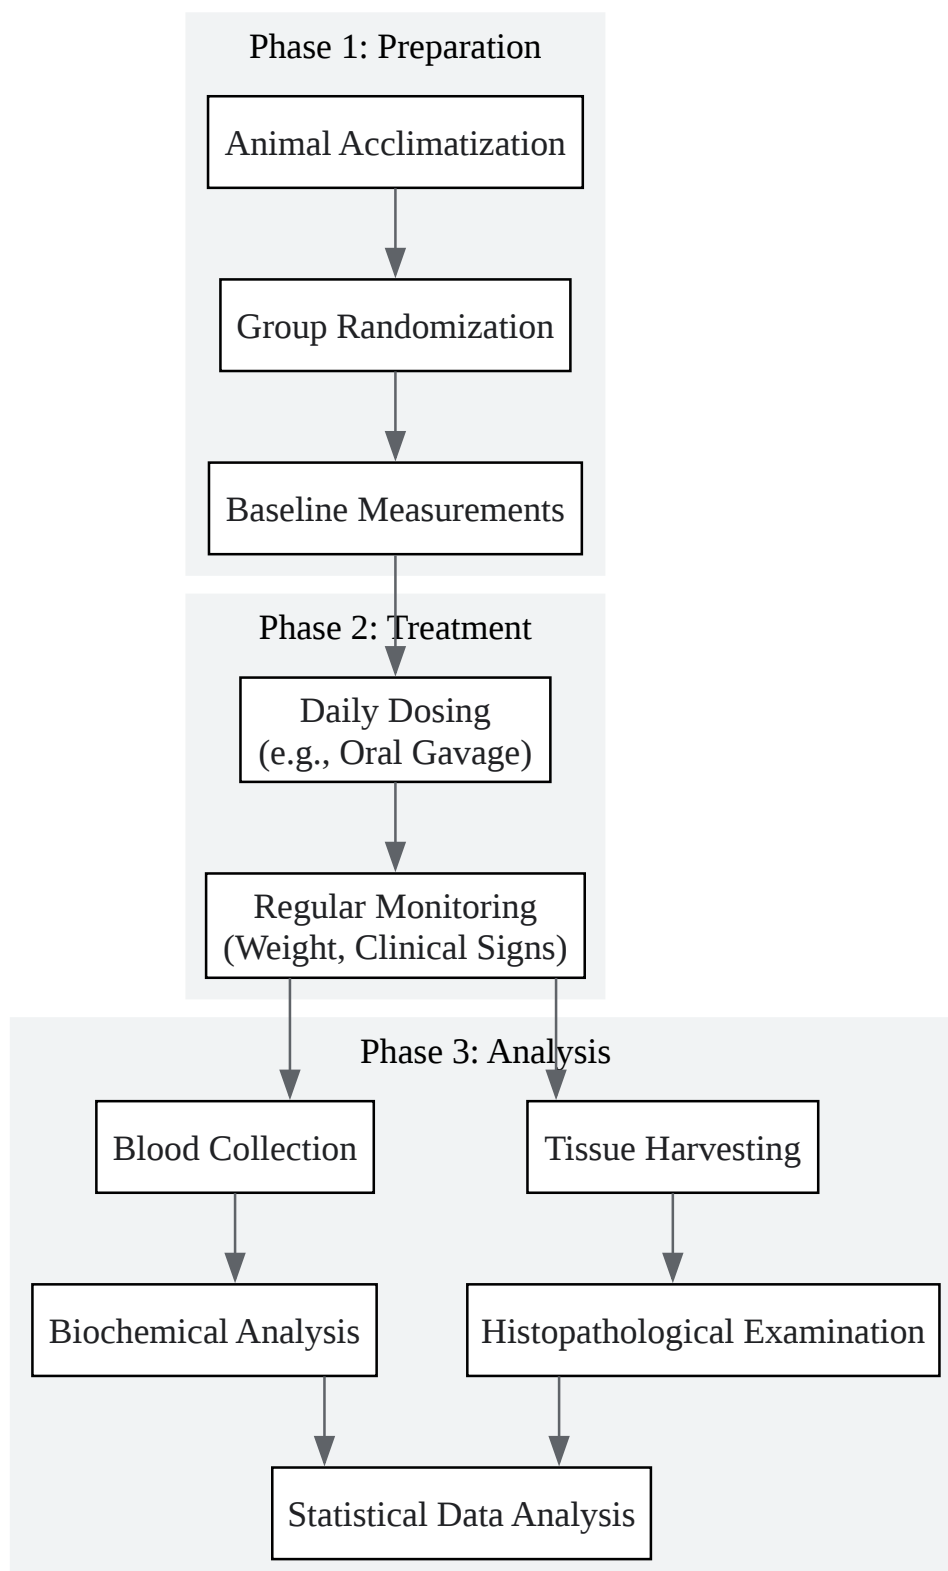 Phase 1: Preparation
Animal Acclimatization
Group Randomization
Baseline Measurements
Phase 2: Treatment
Daily Dosing
(e.g., Oral Gavage)
Regular Monitoring
(Weight, Clinical Signs)
Phase 3: Analysis
Blood Collection
Tissue Harvesting
Biochemical Analysis
Histopathological Examination
Statistical Data Analysis